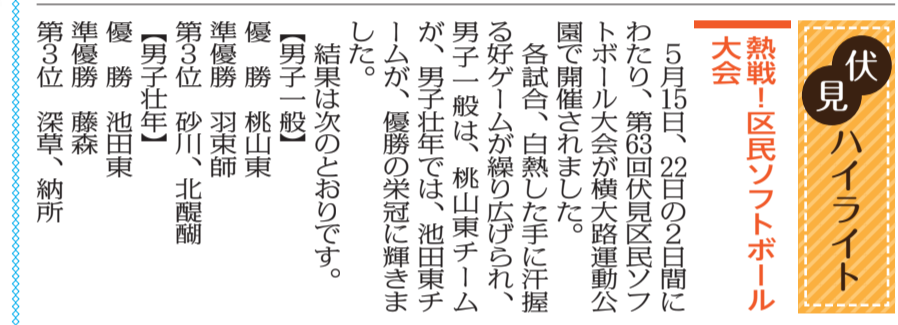 伏見ハイライト
熱戦！区民ソフトボール
大会
　５月15日、22日の２日間に
わたり、第63回伏見区民ソフ
トボール大会が横大路運動公
園で開催されました。
　各試合、白熱した手に汗握
る好ゲームが繰り広げられ、
男子一般は、桃山東チーム
が、男子壮年では、池田東チ
ームが、優勝の栄冠に輝きま
した。
　結果は次のとおりです。
【男子一般】
優　勝　桃山東
準優勝　羽束師
第３位　砂川、北醍醐
【男子壮年】
優　勝　池田東
準優勝　藤森
第３位　深草、納所